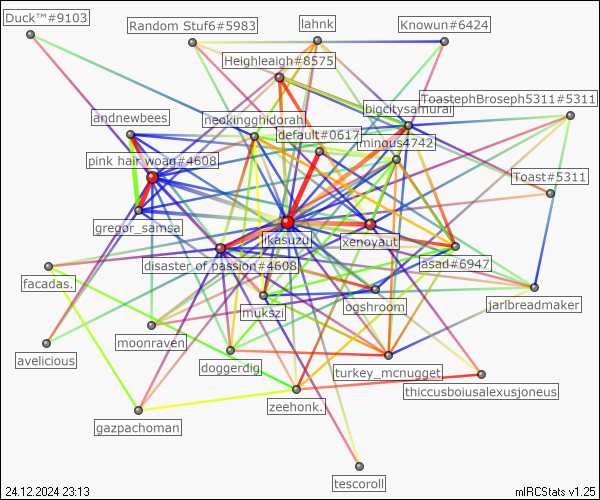 Duck™#9103
Random Stuf6#5983
lahnk
Knowun#6424
Heighleaigh#8575
ToastephBroseph5311#5311
bigcitysamurai
andnewbees
neokingghidorah
default#0617
mingus4742
pink hair woag#4608
Toast#5311
gregor_samsa
likasuzu
xenoyaut
disaster of passion#4608
asad#6947
facadas.
mukszi
ogshroom
jarlbreadmaker
avelicious
moonraven
doggerdig
turkey_mcnugget
thiccusboiusalexusjoneus
zeehonk.
gazpachoman
tescoroll
24.12.2024 23:13
mIRCStats v1.25